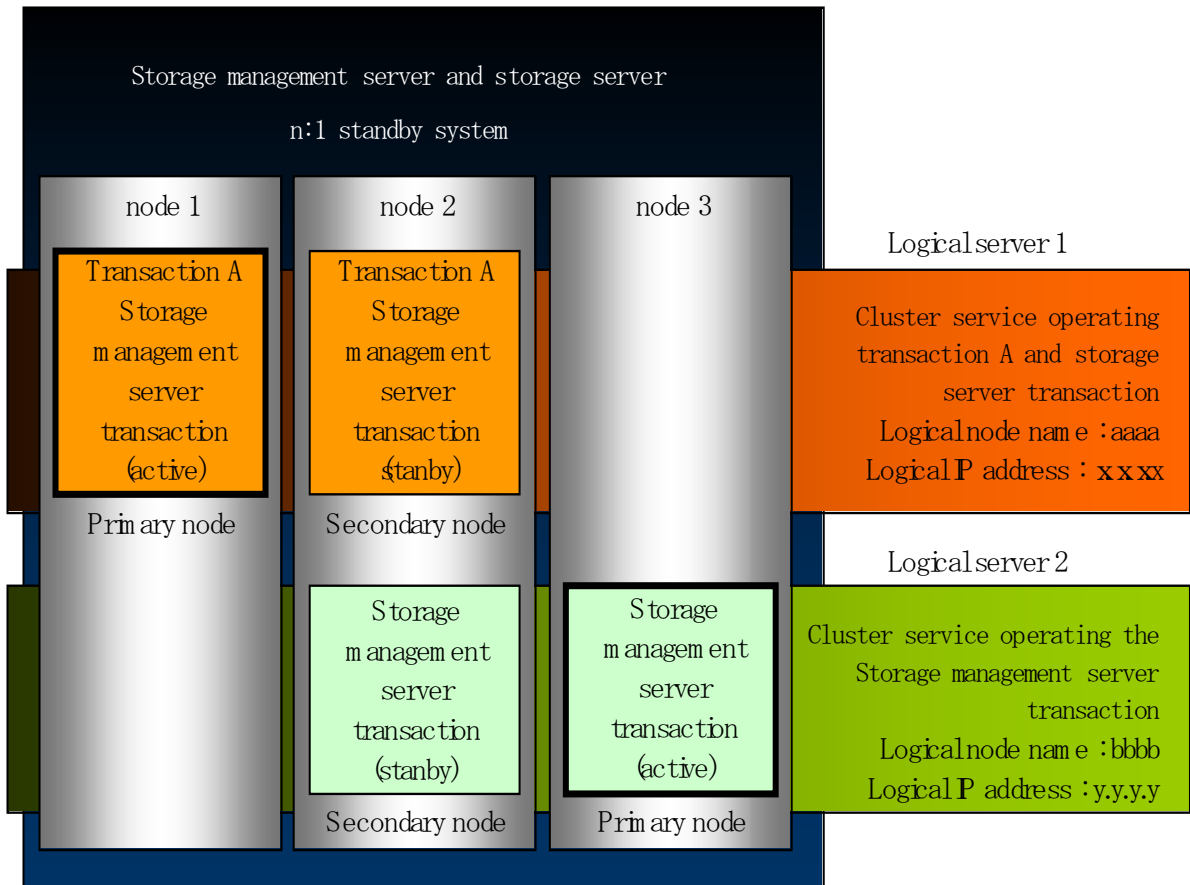 Storage management server and storage server
n:1 standby system
node 1
node 2
node 3
Transaction A
Storage
management
server
transaction
(active)
Primary node
Transaction A
Storage
management
server
transaction
(stanby)
Secondary node
Storage
management
server
transaction
(stanby)
Secondary node
Storage
management
server
transaction
(active)
Primary node
Logical server 1
Cluster service operating
transaction A and storage
server transaction
Logical node name : aaaa
Logical IP address : x x x x
Logical server 2
Cluster service operating the
Storage management server
transaction
Logical node name : bbbb
Logical IP address : y.y.y.y